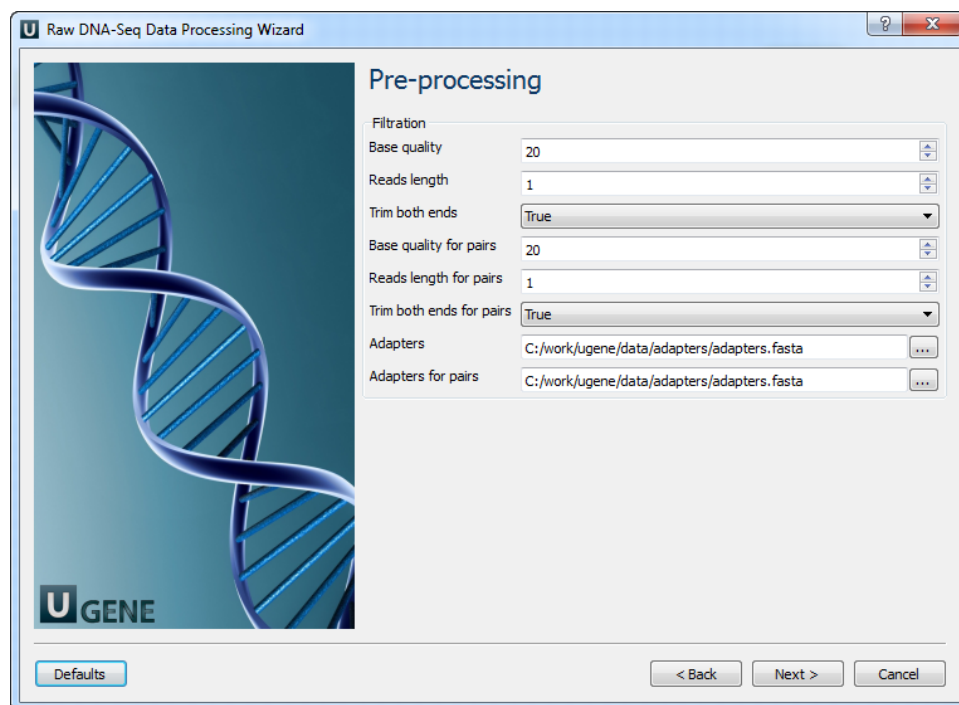 U Raw DNA-Seq Data Processing Wizard ?
Pre-processing
Filtration
Base quality 20
Reads length 1
Trim both ends True
Base quality for pairs 20
Reads length for pairs 1
Trim both ends for pairs True
Adapters C:/work/ugene/data/adapters/adapters.fasta ...
Adapters for pairs C:/work/ugene/data/adapters/adapters.fasta ...
U GENE
Defaults < Back Next > Cancel